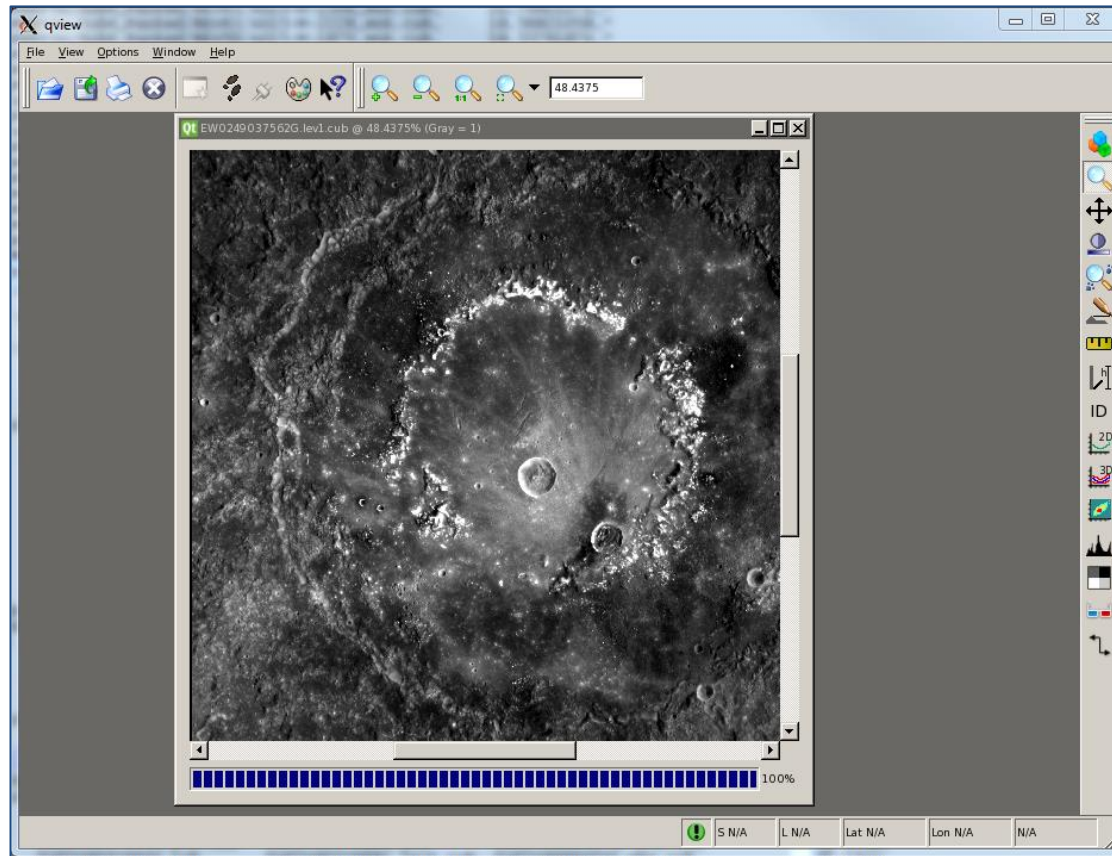 qview
File View Options Window Help
48.4375
Qt EW0249037562G.lev1.cub @ 48.4375% (Gray = 1)
h
ID
2D
3D
100%
S N/A L N/A Lat N/A Lon N/A N/A